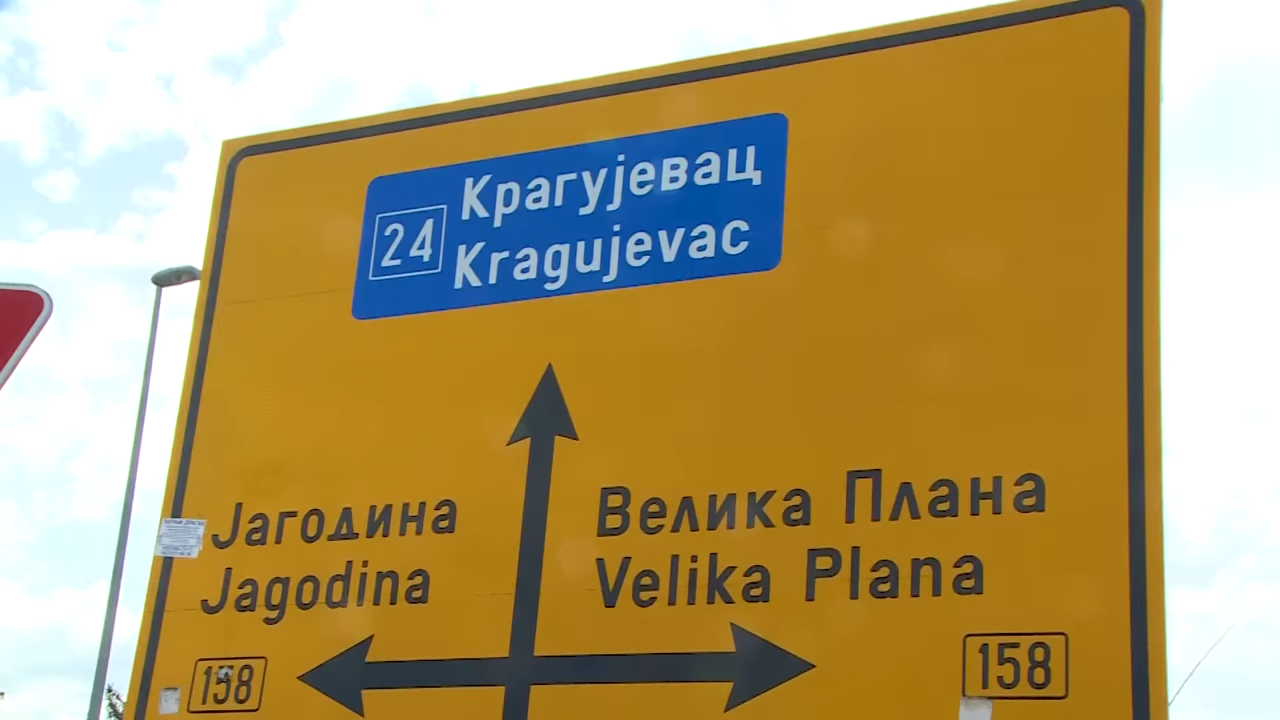 24
Крагујевац
Kragujevac
Јагодина
Jagodina
Велика Плана
Velika Plana
158
158